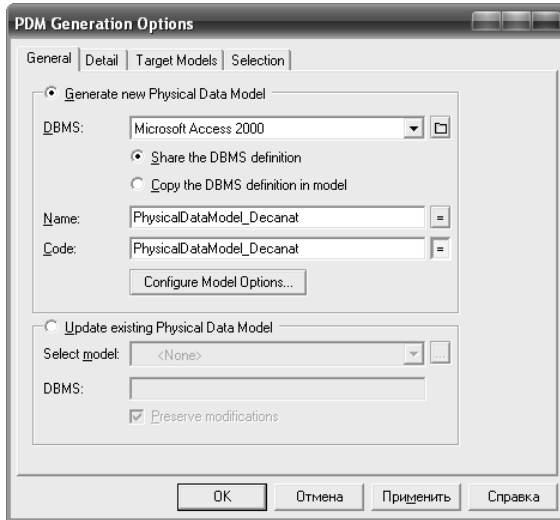 PDM Generation Options
General Detail Target Models Selection
Generate new Physical Data Model
DBMS: Microsoft Access 2000
Share the DBMS definition
Copy the DBMS definition in model
Name: PhysicalDataModel_Decanat =
Code: PhysicalDataModel_Decanat =
Configure Model Options...
Update existing Physical Data Model
Select model: <None> ...
DBMS:
Preserve modifications
OK Отмена Применить Справка